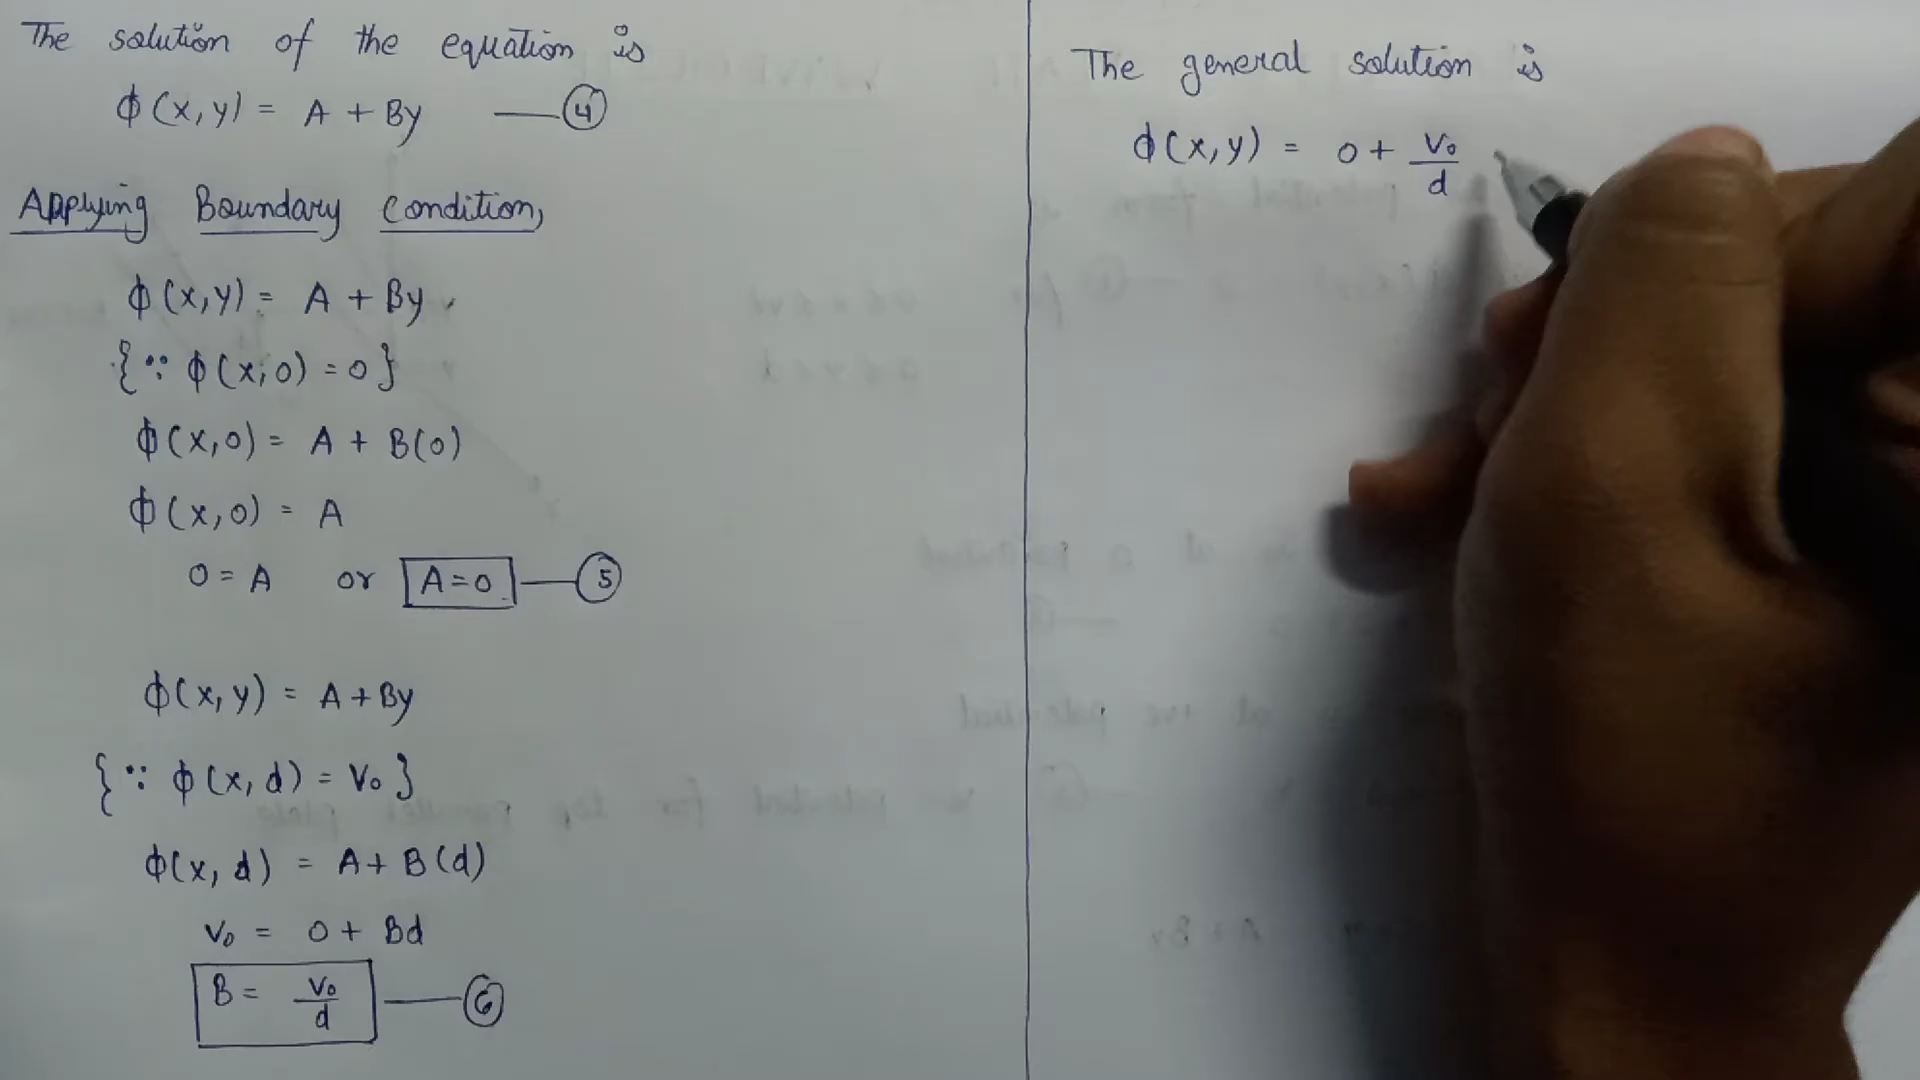 The solution of the equation is
ϕ(x,y) = A + By —— 4
Applying Boundary Condition,
ϕ(x,y) = A + By.
{∵ ϕ(x,0) = 0}
ϕ(x,0) = A + B(0)
ϕ(x,0) = A
0 = A or A=0 —— 5
ϕ(x,y) = A + By
{∵ ϕ(x,d) = V₀}
ϕ(x,d) = A + B(d)
V₀ = 0 + Bd
B = V₀/d —— 6
The general solution is
ϕ(x,y) = 0 + V₀/d